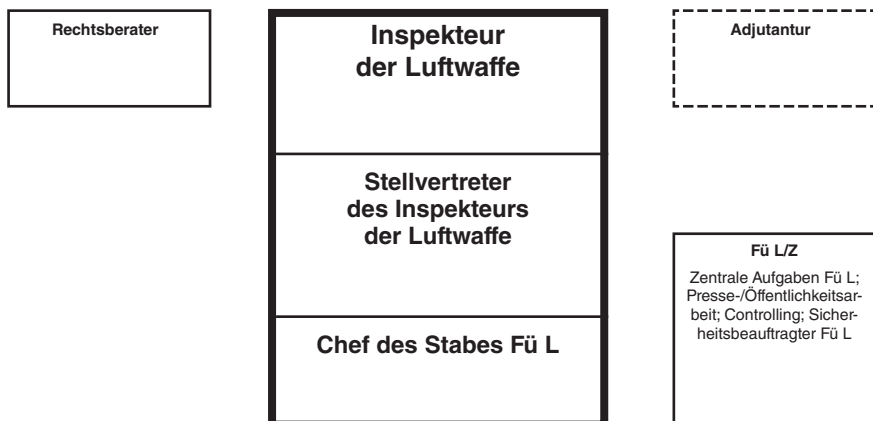 Rechtsberater
Inspekteur
der Luftwaffe
Adjutantur
Stellvertreter
des Inspekteurs
der Luftwaffe
Fü L/Z
Zentrale Aufgaben Fü L;
Presse-/Öffentlichkeitsar-
beit; Controlling; Sicher-
heitsbeauftragter Fü L
Chef des Stabes Fü L